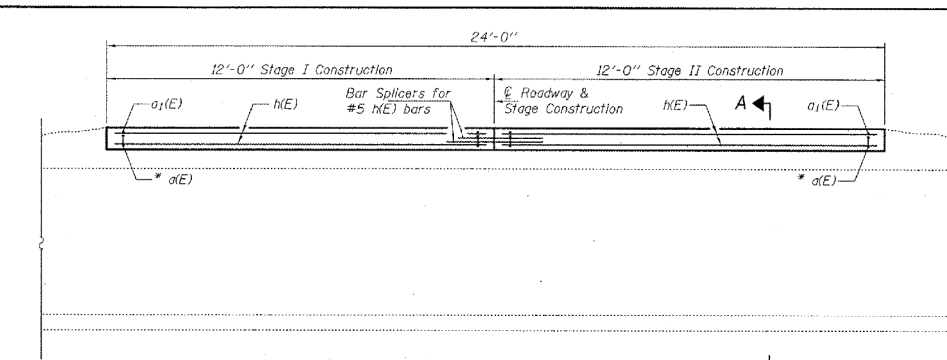 24'-0''
12'-0'' Stage I Construction
12'-0'' Stage II Construction
Bar Splicers for
#5 h(E) bars
℄ Roadway &
Stage Construction
a₁(E)
h(E)
h(E)
A
a₁(E)
* a(E)
* a(E)